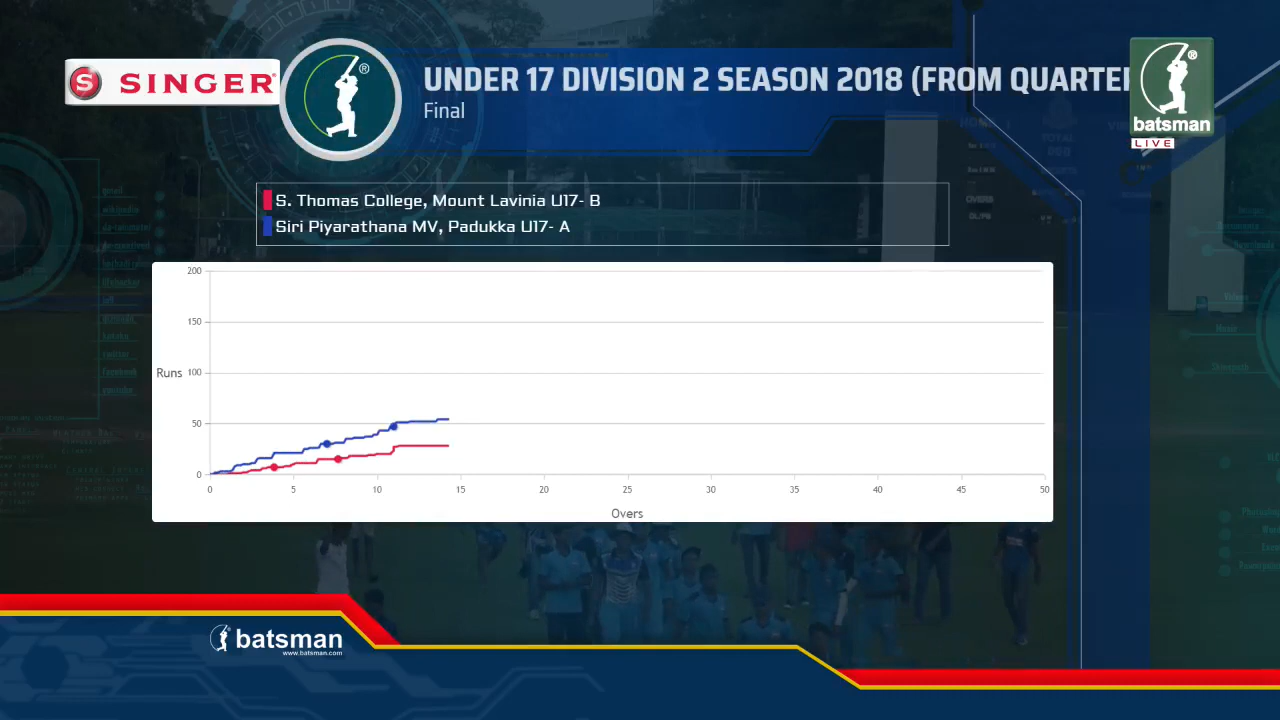 SINGER
UNDER 17 DIVISION 2 SEASON 2018 (FROM QUARTE
Final
batsman
LIVE
S. Thomas College, Mount Lavinia U17- B
Siri Piyarathana MV, Padukka U17- A
200
150
Runs 100
50
0
0 5 10 15 20 25 30 35 40 45 50
Overs
batsman
www.batsman.com